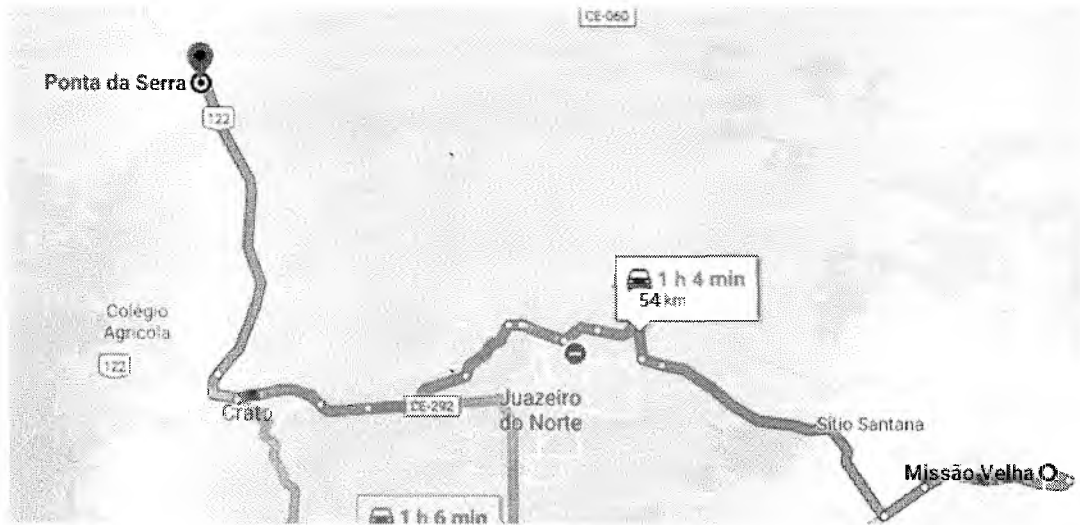 CE-060
Ponta da Serra
122
1 h 4 min
54 km
Colégio
Agrícola
122
Crato
CE-292
Juazeiro
do Norte
Sítio Santana
Missão Velha
1 h 6 min